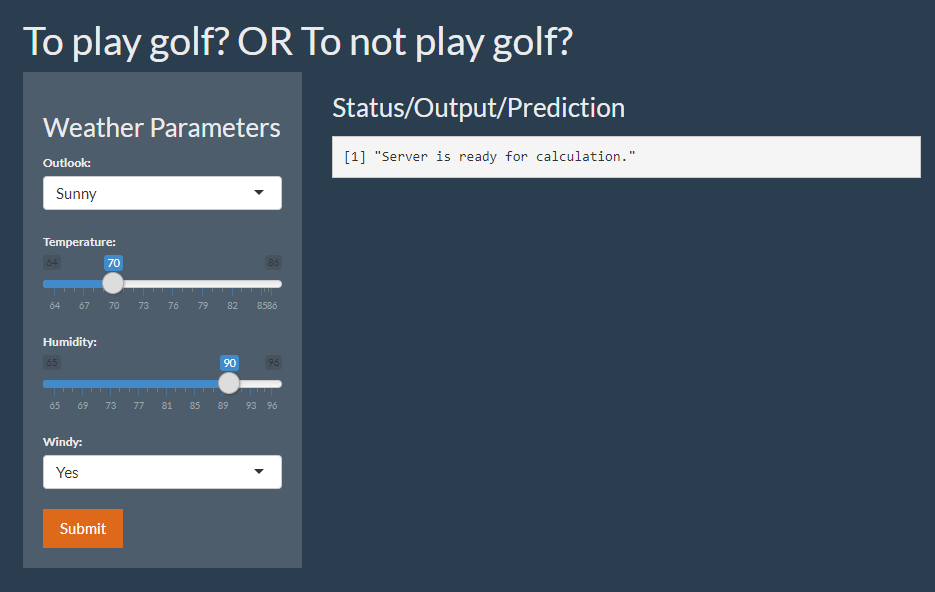 To play golf? OR To not play golf?
Weather Parameters
Outlook:
Sunny
Temperature:
64 70 86
64 67 70 73 76 79 82 8586
Humidity:
65 90 96
65 69 73 77 81 85 89 93 96
Windy:
Yes
Submit
Status/Output/Prediction
[1] "Server is ready for calculation."